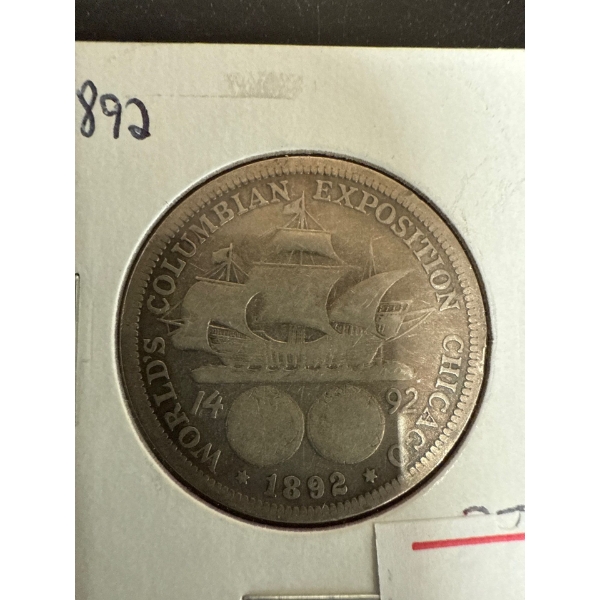 892
WORLD'S COLUMBIAN EXPOSITION CHICAGO
14 92
* 1892 *